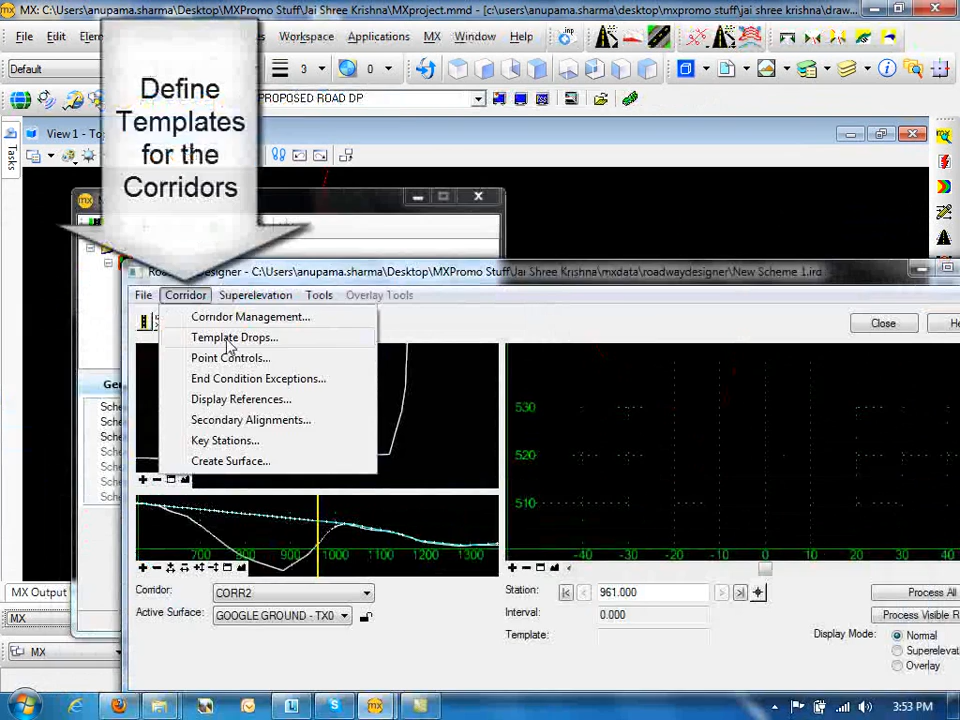 MX: C:\Users\anupama.sharma\Desktop\MXPromo Stuff\Jai Shree Krishna\MXproject.mmd - [c:\users\anupama.sharma\desktop\mxpromo stuff\jai shree krishna\draw...
File Edit Workspace Applications MX Window Help
Default 3 0
PROPOSED ROAD DP
Define
Templates
for the
Corridors
View 1 - To
Tasks
Designer - C:\Users\anupama.sharma\Desktop\MXPromo Stuff\Jai Shree Krishna\mxdata\roadwaydesigner\New Scheme 1.ird
File Corridor Superelevation Tools Overlay Tools
Corridor Management...
Template Drops...
Point Controls...
End Condition Exceptions...
Display References...
Secondary Alignments...
Key Stations...
Create Surface...
Close
530
520
510
-40 -30 -20 -10 0 10 20 30 40
700 800 900 1000 1100 1200 1300
Corridor: CORR2
Active Surface: GOOGLE GROUND - TX0
Station: 961.000
Interval: 0.000
Template:
Process All
Process Visible R
Display Mode: Normal
Superelevat
Overlay
MX Output
MX
MX
3:53 PM